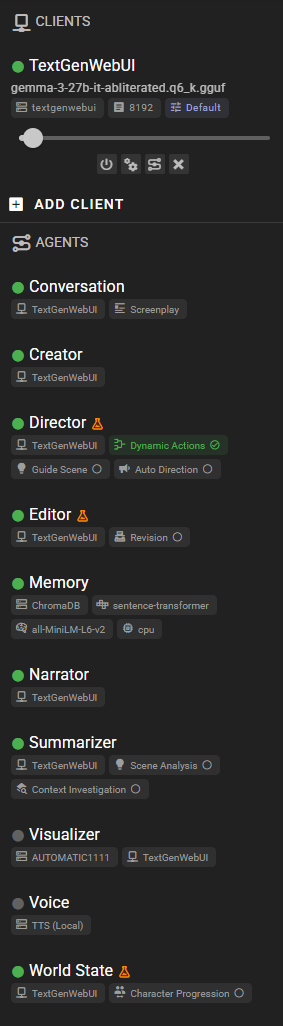 CLIENTS
TextGenWebUI
gemma-3-27b-it-abliterated.q6_k.gguf
textgenwebui 8192 Default
ADD CLIENT
AGENTS
Conversation
TextGenWebUI Screenplay
Creator
TextGenWebUI
Director
TextGenWebUI Dynamic Actions
Guide Scene Auto Direction
Editor
TextGenWebUI Revision
Memory
ChromaDB sentence-transformer
all-MiniLM-L6-v2 cpu
Narrator
TextGenWebUI
Summarizer
TextGenWebUI Scene Analysis
Context Investigation
Visualizer
AUTOMATIC1111 TextGenWebUI
Voice
TTS (Local)
World State
TextGenWebUI Character Progression